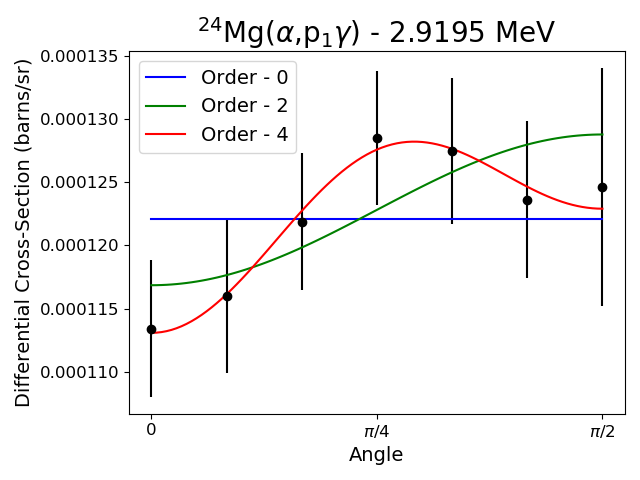 ²⁴Mg(α,p₁γ) - 2.9195 MeV
Differential Cross-Section (barns/sr)
0.000135
0.000130
0.000125
0.000120
0.000115
0.000110
Order - 0
Order - 2
Order - 4
0
π/4
π/2
Angle